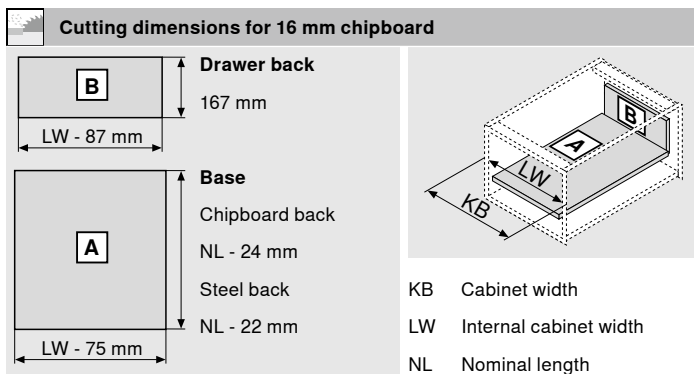 Cutting dimensions for 16 mm chipboard
B
Drawer back
167 mm
LW - 87 mm
A
Base
Chipboard back
NL - 24 mm
Steel back
NL - 22 mm
LW - 75 mm
B
A
LW
KB
KB Cabinet width
LW Internal cabinet width
NL Nominal length